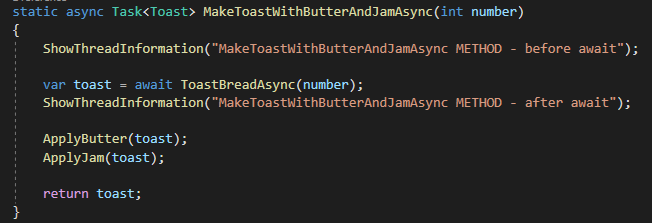 static async Task<Toast> MakeToastWithButterAndJamAsync(int number)
{
ShowThreadInformation("MakeToastWithButterAndJamAsync METHOD - before await");
var toast = await ToastBreadAsync(number);
ShowThreadInformation("MakeToastWithButterAndJamAsync METHOD - after await");
ApplyButter(toast);
ApplyJam(toast);
return toast;
}